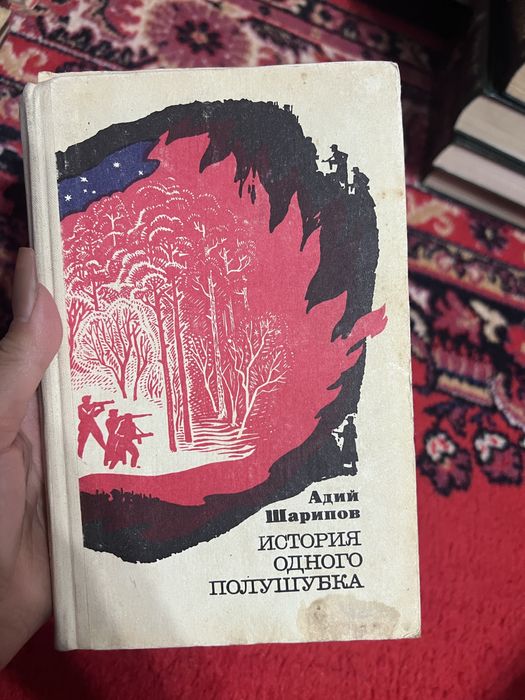 Адий
Шарипов
ИСТОРИЯ
ОДНОГО
ПОЛУШУБКА